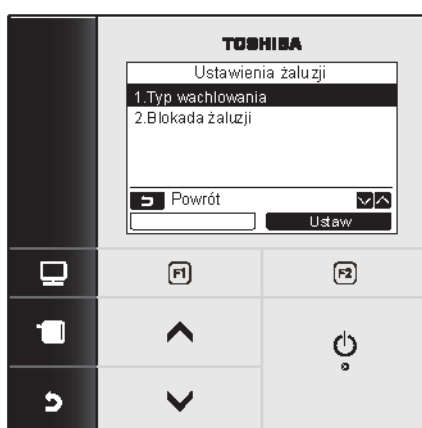 TOSHIBA
Ustawienia żaluzji
1.Typ wachlowania
2.Blokada żaluzji
Powrót
Ustaw
F1
F2